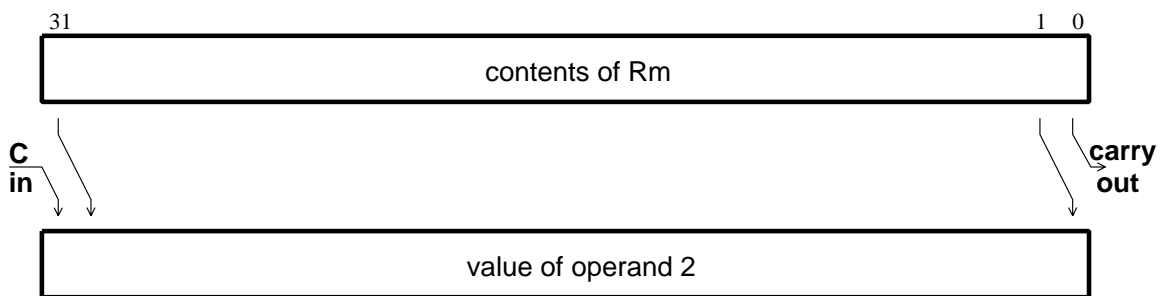 31 1 0
contents of Rm
C
in
carry
out
value of operand 2